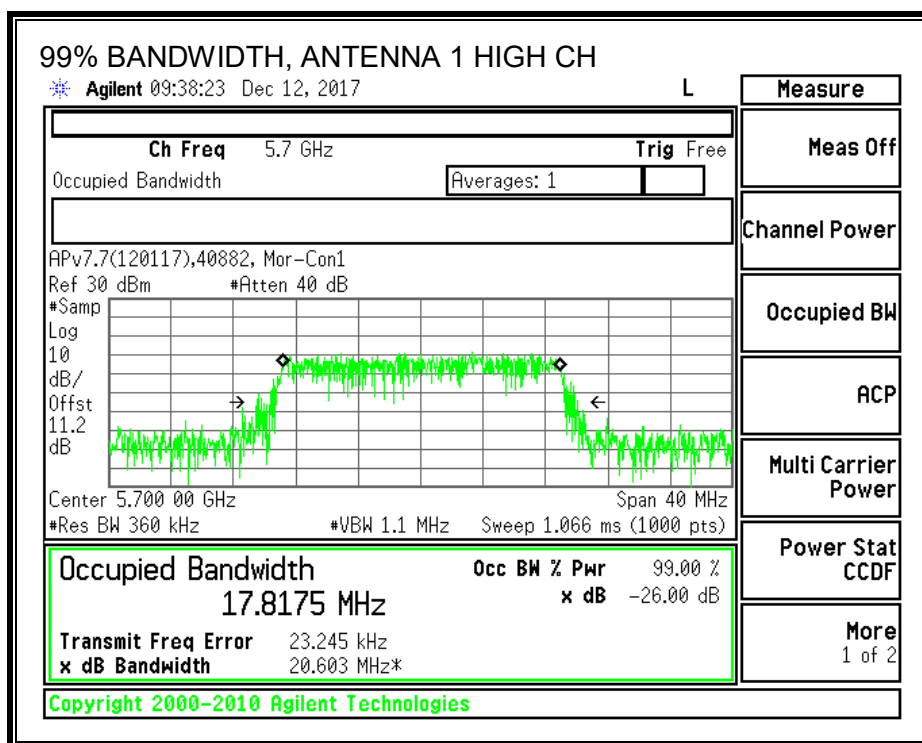 99% BANDWIDTH, ANTENNA 1 HIGH CH
Agilent 09:38:23 Dec 12, 2017 L
Measure
Ch Freq 5.7 GHz Trig Free
Occupied Bandwidth Averages: 1
APv7.7(120117),40882, Mor-Con1
Ref 30 dBm #Atten 40 dB
#Samp
Log
10
dB/
Offst
11.2
dB
Center 5.700 00 GHz Span 40 MHz
#Res BW 360 kHz #VBW 1.1 MHz Sweep 1.066 ms (1000 pts)
Occupied Bandwidth Occ BW % Pwr 99.00 %
17.8175 MHz x dB -26.00 dB
Transmit Freq Error 23.245 kHz
x dB Bandwidth 20.603 MHz*
Meas Off
Channel Power
Occupied BW
ACP
Multi Carrier
Power
Power Stat
CCDF
More
1 of 2
Copyright 2000-2010 Agilent Technologies